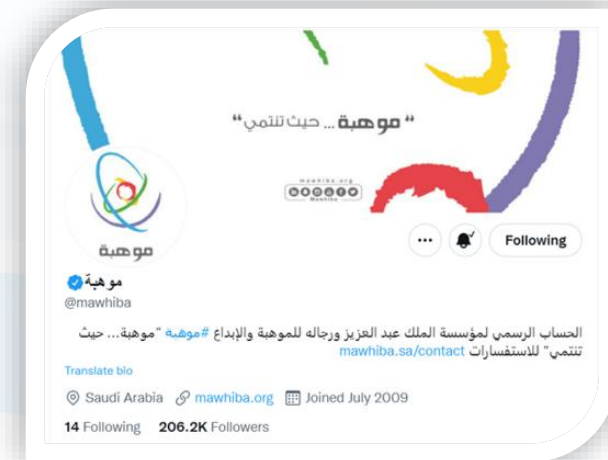 “موهبة ... حيث تنتمي”
mawhiba.org
Mawhiba
موهبة
Following
موهبة
@mawhiba
الحساب الرسمي لمؤسسة الملك عبد العزيز ورجاله للموهبة والإبداع #موهبة “موهبة... حيث
تنتمي” للاستفسارات mawhiba.sa/contact
Translate bio
Saudi Arabia mawhiba.org Joined July 2009
14 Following 206.2K Followers